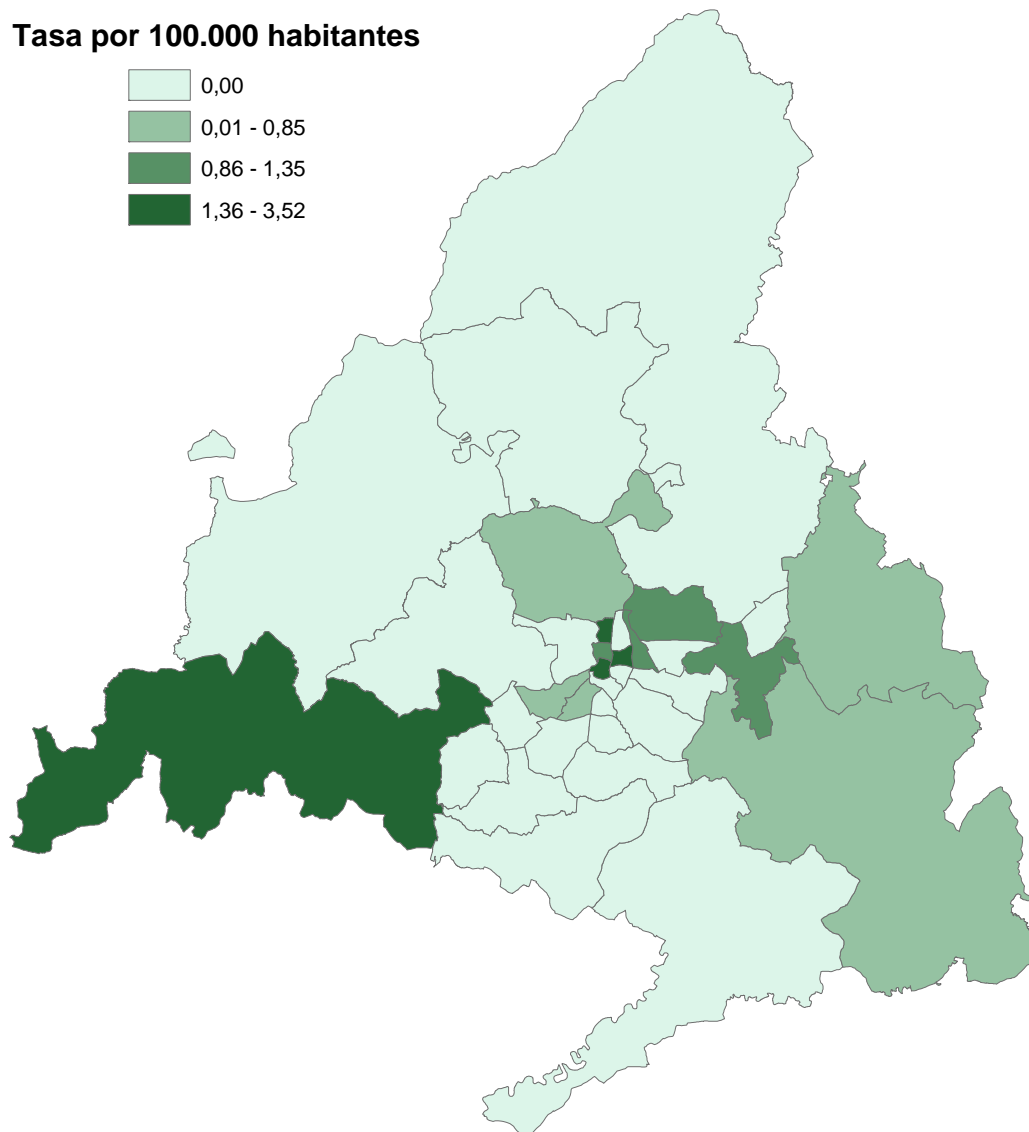 Tasa por 100.000 habitantes
0,00
0,01 - 0,85
0,86 - 1,35
1,36 - 3,52